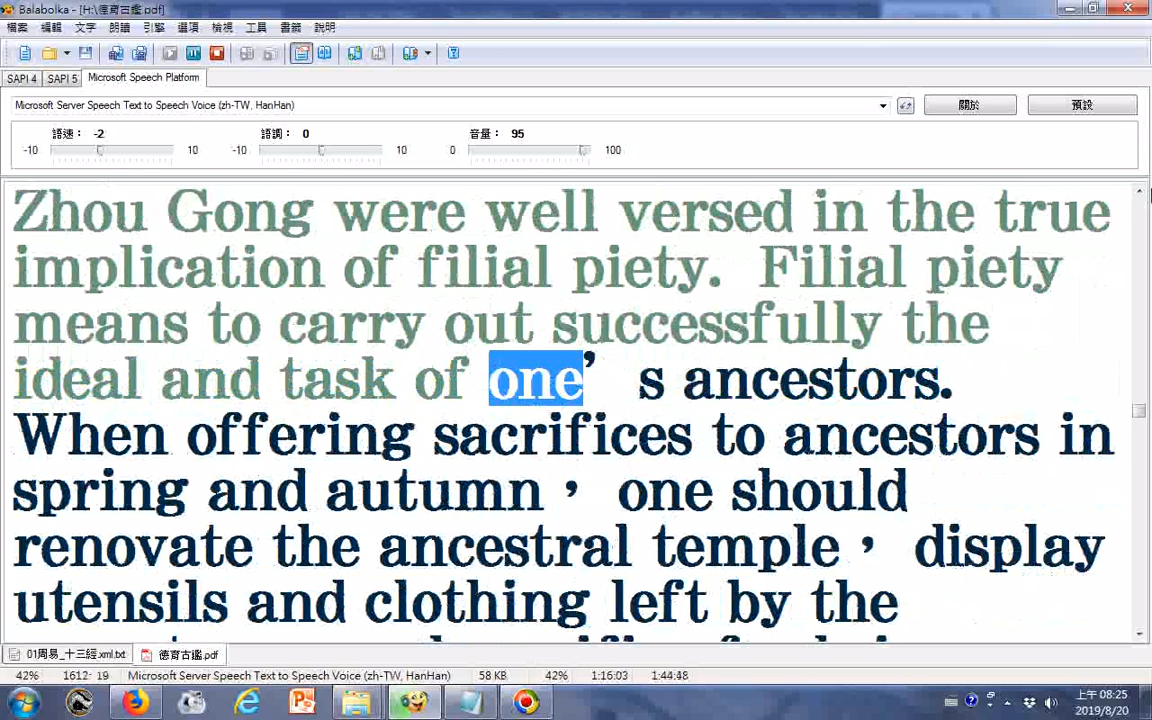 Balabolka - [H:\德育古鑑.pdf]
檔案 編輯 文字 朗讀 引擎 選項 檢視 工具 書籤 說明
SAPI 4 SAPI 5 Microsoft Speech Platform
Microsoft Server Speech Text to Speech Voice (zh-TW, HanHan) 關於 預設
語速： -2 語調： 0 音量： 95
-10 10 -10 10 0 100
Zhou Gong were well versed in the true
implication of filial piety. Filial piety
means to carry out successfully the
ideal and task of one’ s ancestors.
When offering sacrifices to ancestors in
spring and autumn， one should
renovate the ancestral temple， display
utensils and clothing left by the
01周易_十三經.xml.txt 德育古鑑.pdf
42% 1612: 19 Microsoft Server Speech Text to Speech Voice (zh-TW, HanHan) 58 KB 42% 1:16:03 1:44:48
上午 08:25
2019/8/20